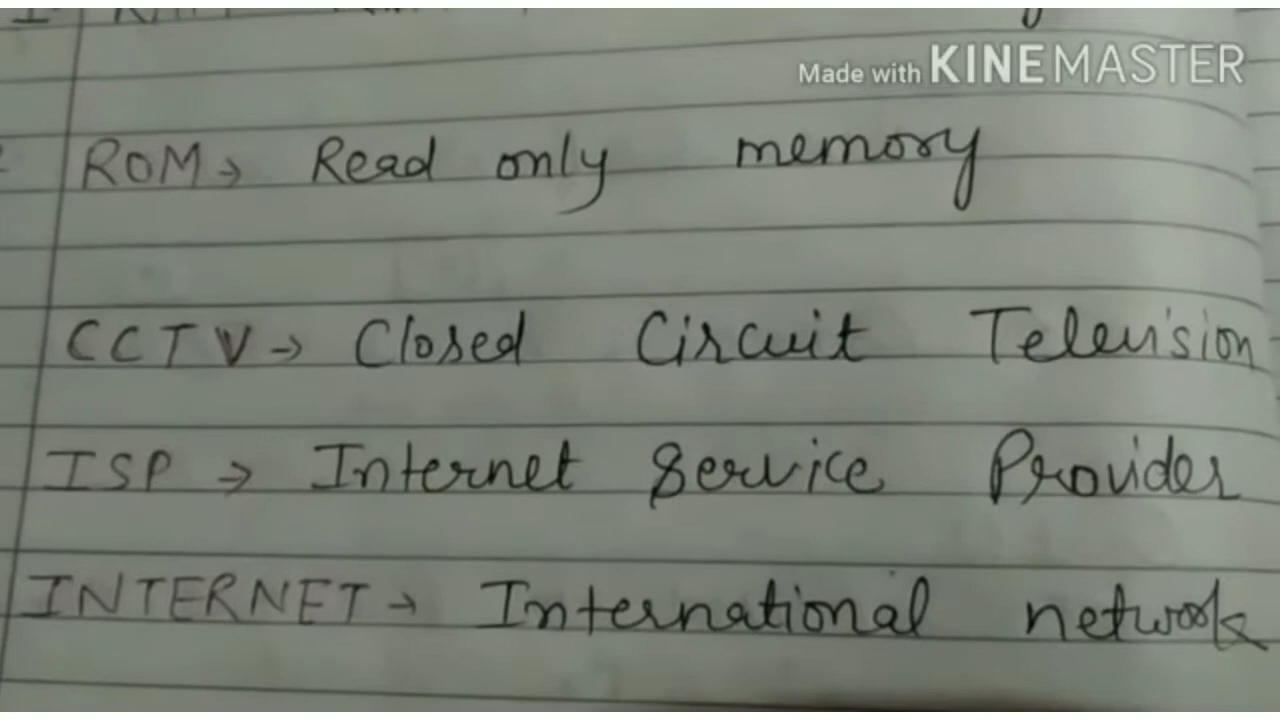 Made with KINEMASTER
ROM → Read only memory
CCTV → Closed Circuit Television
ISP → Internet Service Provider
INTERNET → International network